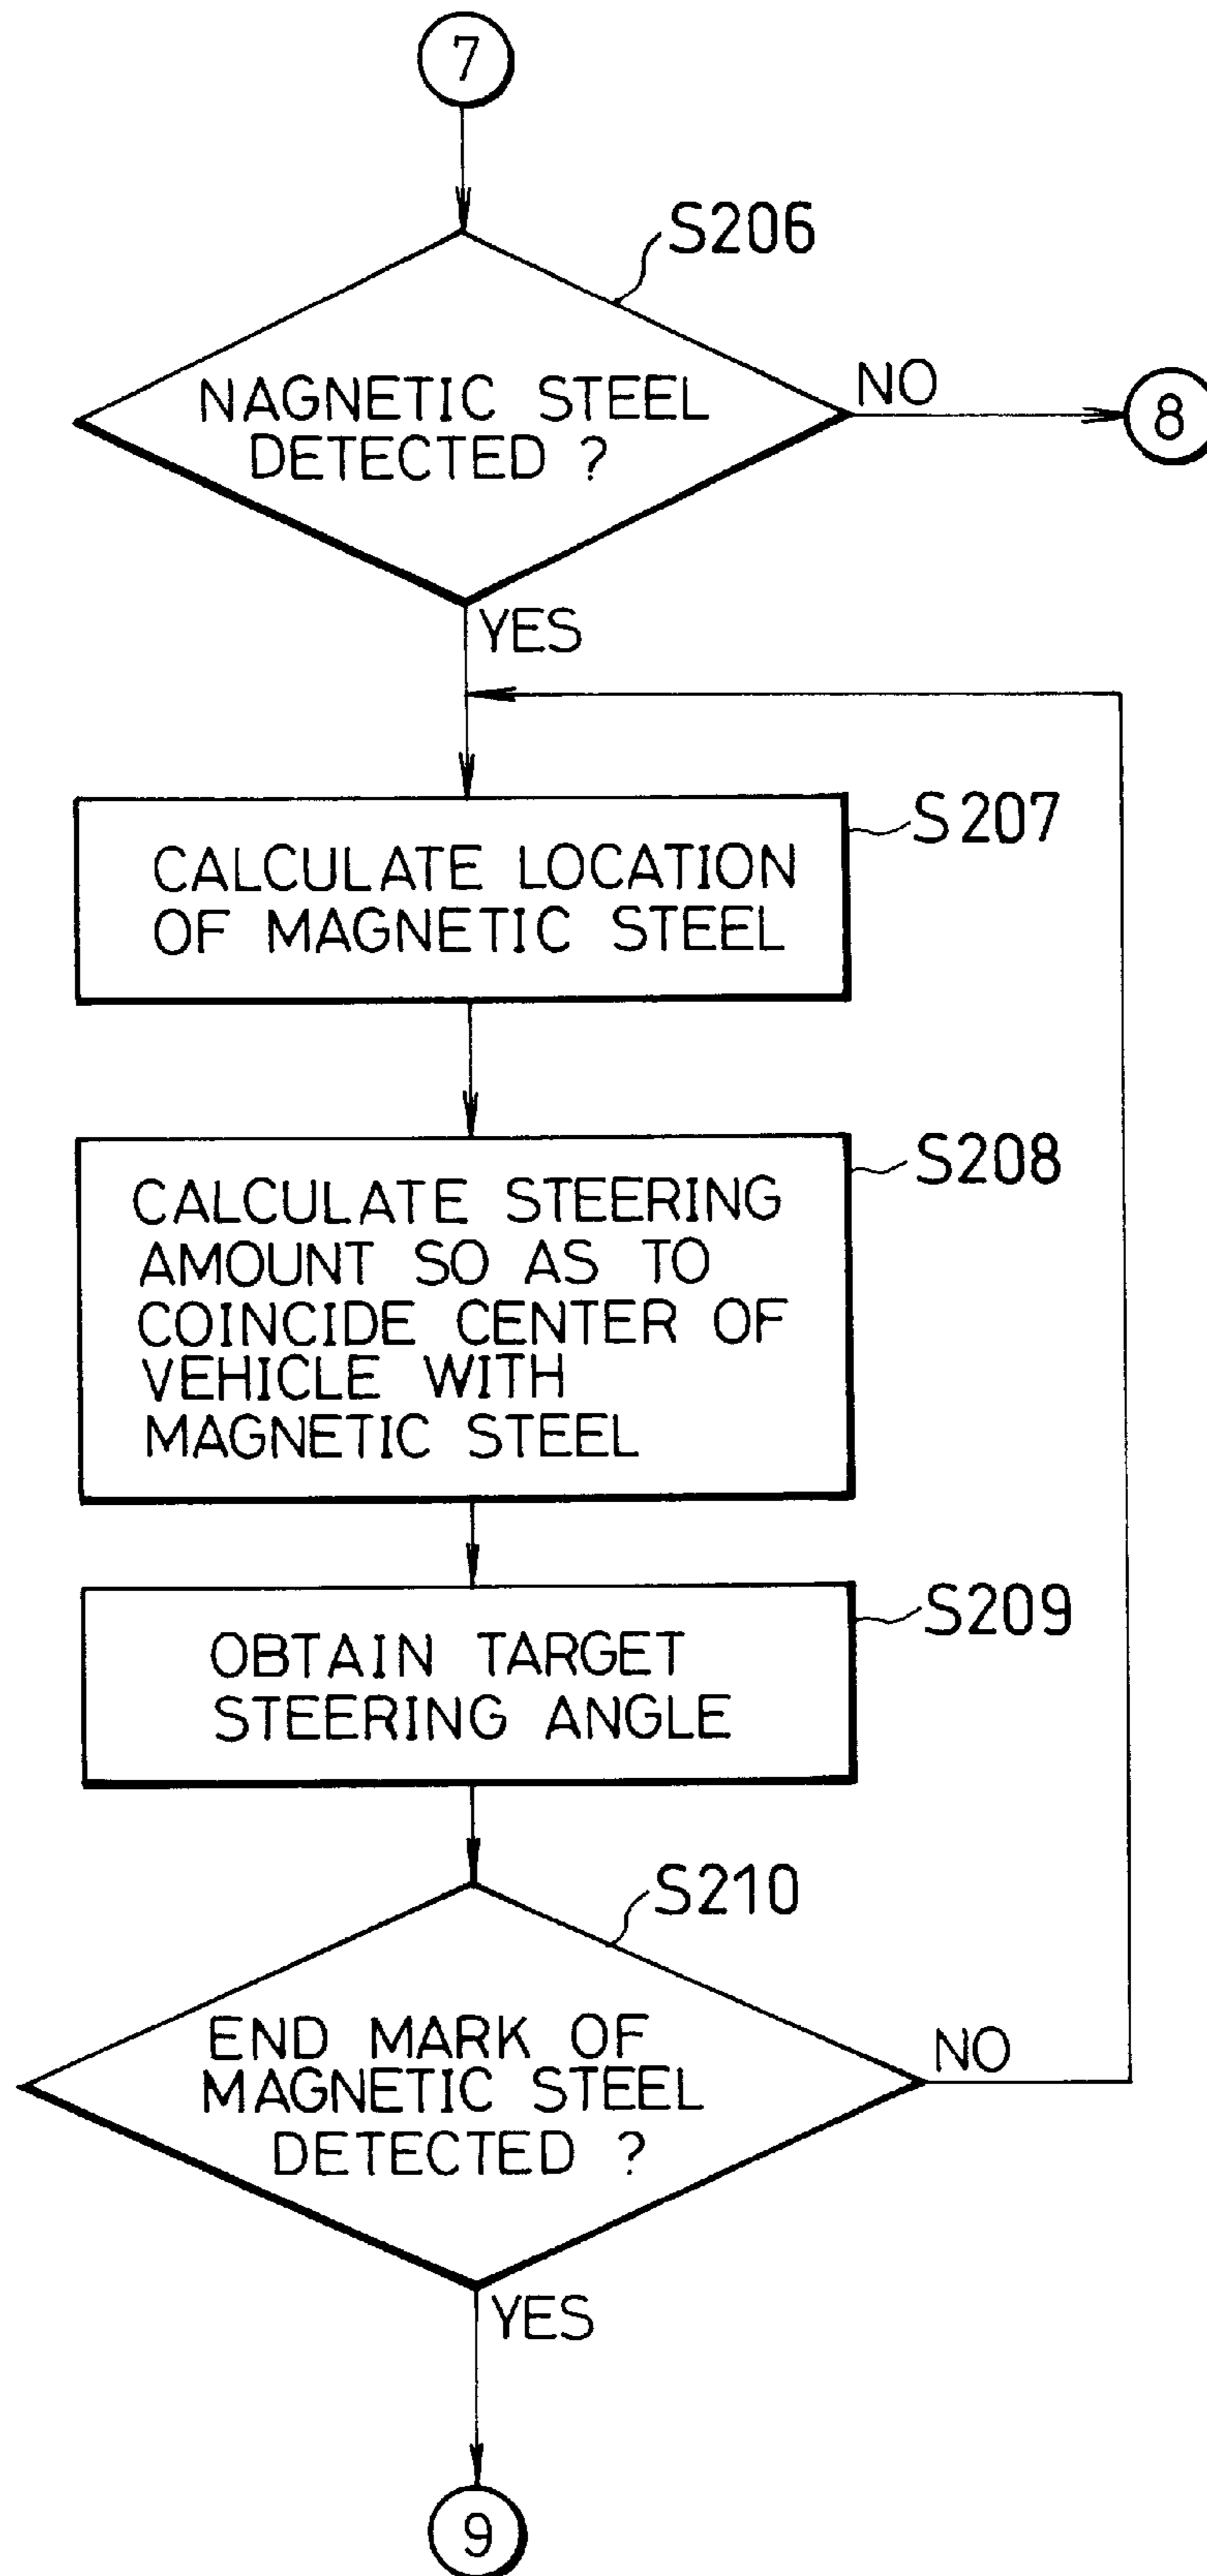 7
S206
NAGNETIC STEEL
DETECTED ?
NO
8
YES
S207
CALCULATE LOCATION
OF MAGNETIC STEEL
S208
CALCULATE STEERING
AMOUNT SO AS TO
COINCIDE CENTER OF
VEHICLE WITH
MAGNETIC STEEL
S209
OBTAIN TARGET
STEERING ANGLE
S210
END MARK OF
MAGNETIC STEEL
DETECTED ?
NO
YES
9